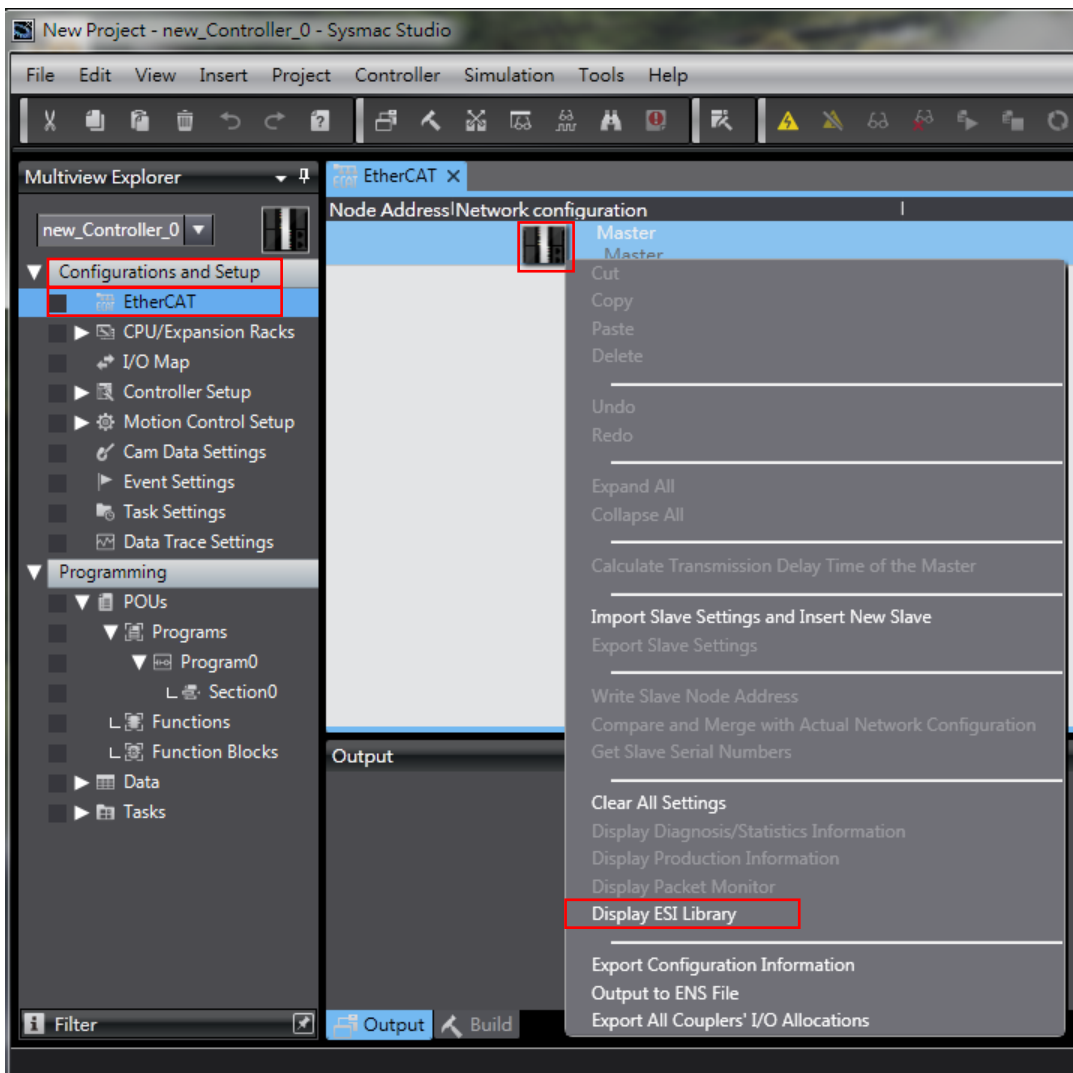 New Project - new_Controller_0 - Sysmac Studio
File Edit View Insert Project Controller Simulation Tools Help
Multiview Explorer
new_Controller_0
Configurations and Setup
EtherCAT
CPU/Expansion Racks
I/O Map
Controller Setup
Motion Control Setup
Cam Data Settings
Event Settings
Task Settings
Data Trace Settings
Programming
POUs
Programs
Program0
Section0
Functions
Function Blocks
Data
Tasks
Filter
EtherCAT
Node Address|Network configuration
Master
Master
Cut
Copy
Paste
Delete
Undo
Redo
Expand All
Collapse All
Calculate Transmission Delay Time of the Master
Import Slave Settings and Insert New Slave
Export Slave Settings
Write Slave Node Address
Compare and Merge with Actual Network Configuration
Get Slave Serial Numbers
Clear All Settings
Display Diagnosis/Statistics Information
Display Production Information
Display Packet Monitor
Display ESI Library
Export Configuration Information
Output to ENS File
Export All Couplers' I/O Allocations
Output
Output Build